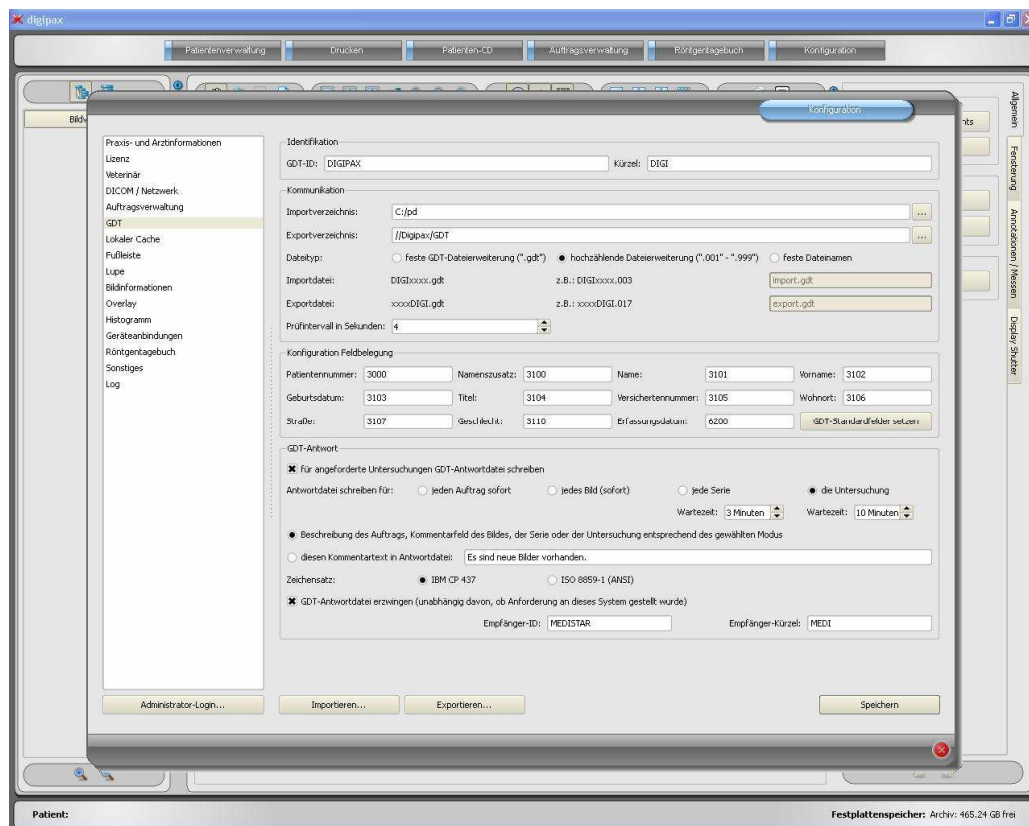 digipax
Patientenverwaltung Drucken Patienten-CD Auftragsverwaltung Röntgentagebuch Konfiguration
Konfiguration
Allgemein
Fensterung
Annotationen / Messen
Display Shutter
Praxis- und Arztinformationen
Lizenz
Veterinär
DICOM / Netzwerk
Auftragsverwaltung
GDT
Lokaler Cache
Fußleiste
Lupe
Bildinformationen
Overlay
Histogramm
Geräteanbindungen
Röntgentagebuch
Sonstiges
Log
Identifikation
GDT-ID: DIGIPAX Kürzel: DIGI
Kommunikation
Importverzeichnis: C:/pd ...
Exportverzeichnis: //Digipax/GDT ...
Dateityp: feste GDT-Dateierweiterung (".gdt") hochzählende Dateierweiterung (".001" - ".999") feste Dateinamen
Importdatei: DIGIxxxx.gdt z.B.: DIGIxxxx.003 import.gdt
Exportdatei: xxxxDIGI.gdt z.B.: xxxxDIGI.017 export.gdt
Prüfintervall in Sekunden: 4
Konfiguration Feldbelegung
Patientennummer: 3000 Namenszusatz: 3100 Name: 3101 Vorname: 3102
Geburtsdatum: 3103 Titel: 3104 Versichertennummer: 3105 Wohnort: 3106
Straße: 3107 Geschlecht: 3110 Erfassungsdatum: 6200 GDT-Standardfelder setzen
GDT-Antwort
für angeforderte Untersuchungen GDT-Antwortdatei schreiben
Antwortdatei schreiben für: jeden Auftrag sofort jedes Bild (sofort) jede Serie die Untersuchung
Wartezeit: 3 Minuten Wartezeit: 10 Minuten
Beschreibung des Auftrags, Kommentarfeld des Bildes, der Serie oder der Untersuchung entsprechend des gewählten Modus
diesen Kommentartext in Antwortdatei: Es sind neue Bilder vorhanden.
Zeichensatz: IBM CP 437 ISO 8859-1 (ANSI)
GDT-Antwortdatei erzwingen (unabhängig davon, ob Anforderung an dieses System gestellt wurde)
Empfänger-ID: MEDISTAR Empfänger-Kürzel: MEDI
Administrator-Login... Importieren... Exportieren... Speichern
Patient: Festplattenspeicher: Archiv: 465.24 GB frei